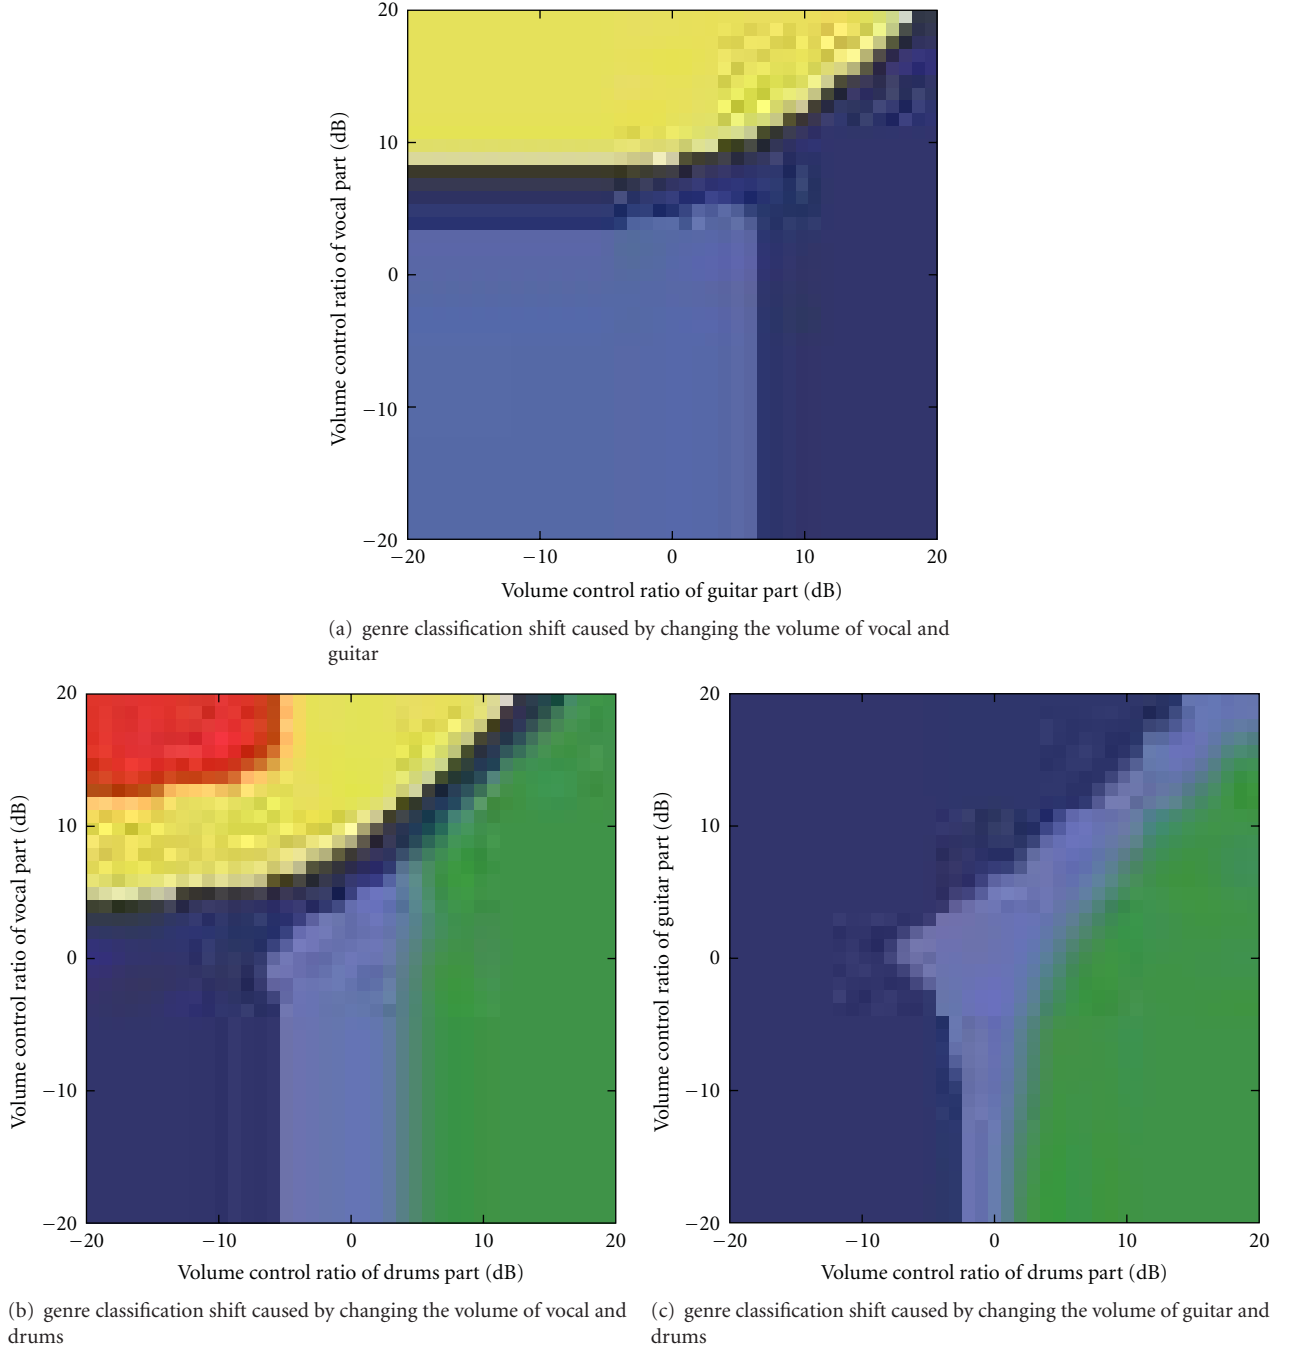 20
10
0
−10
−20
Volume control ratio of vocal part (dB)
−20 −10 0 10 20
Volume control ratio of guitar part (dB)
(a) genre classification shift caused by changing the volume of vocal and
guitar
20
10
0
−10
−20
Volume control ratio of vocal part (dB)
−20 −10 0 10 20
Volume control ratio of drums part (dB)
(b) genre classification shift caused by changing the volume of vocal and
drums
20
10
0
−10
−20
Volume control ratio of guitar part (dB)
−20 −10 0 10 20
Volume control ratio of drums part (dB)
(c) genre classification shift caused by changing the volume of guitar and
drums